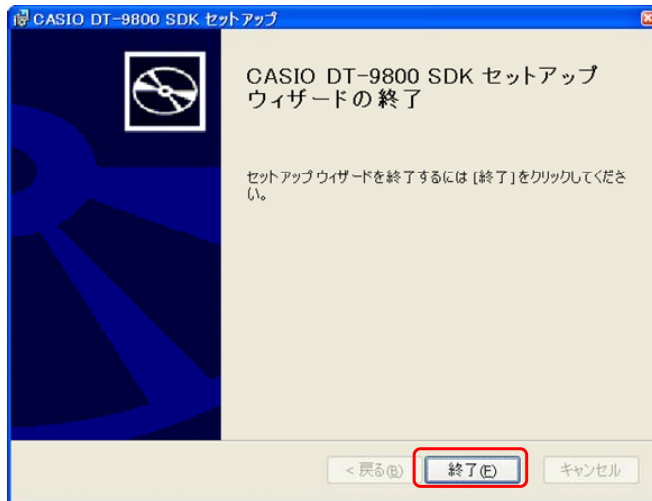 CASIO DT-9800 SDK セットアップ
CASIO DT-9800 SDK セットアップ
ウィザードの終了
セットアップ ウィザードを終了するには [終了]をクリックしてくださ
い。
< 戻る(B) 終了(E) キャンセル